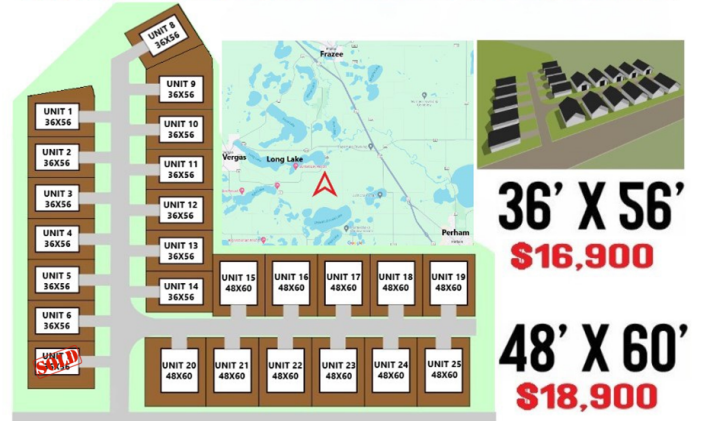 UNIT 8
36X56
UNIT 9
36X56
UNIT 10
36X56
UNIT 11
36X56
UNIT 12
36X56
UNIT 13
36X56
UNIT 14
36X56
UNIT 1
36X56
UNIT 2
36X56
UNIT 3
36X56
UNIT 4
36X56
UNIT 5
36X56
UNIT 6
36X56
SOLD
36X56
UNIT 15
48X60
UNIT 16
48X60
UNIT 17
48X60
UNIT 18
48X60
UNIT 19
48X60
UNIT 20
48X60
UNIT 21
48X60
UNIT 22
48X60
UNIT 23
48X60
UNIT 24
48X60
UNIT 25
48X60
Frazee
Vergas
Long Lake
Perham
36' X 56'
$16,900
48' X 60'
$18,900